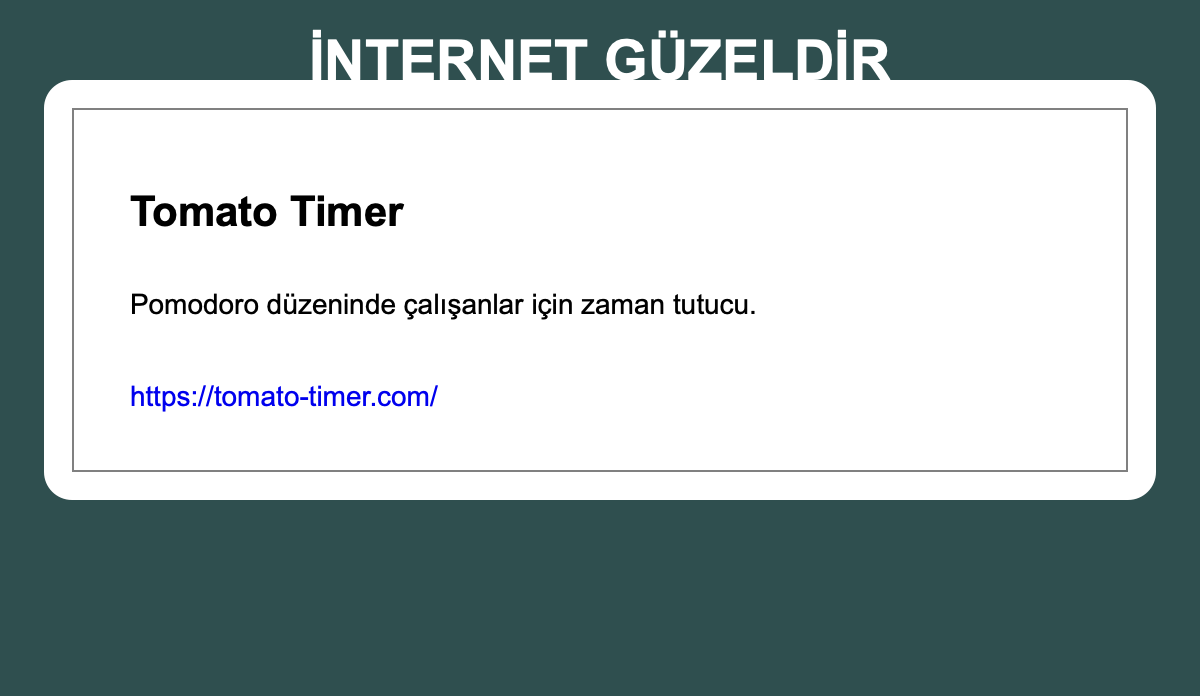 İNTERNET GÜZELDİR
Tomato Timer
Pomodoro düzeninde çalışanlar için zaman tutucu.
https://tomato-timer.com/